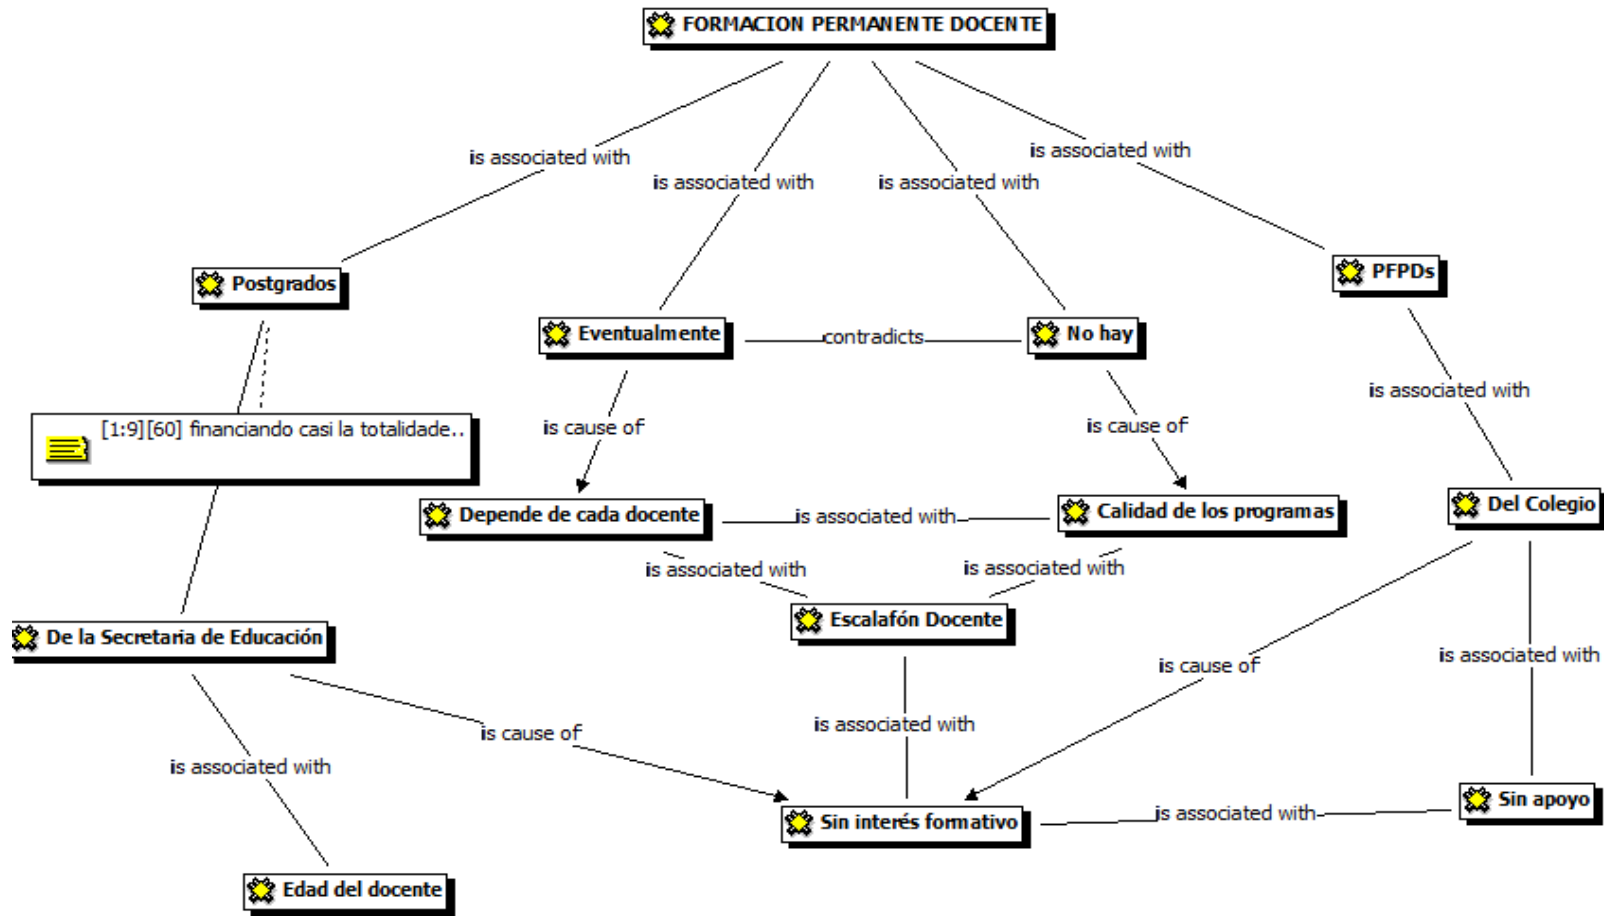 FORMACION PERMANENTE DOCENTE
is associated with
is associated with
is associated with
is associated with
Postgrados
PFPDs
Eventualmente
contradicts
No hay
is associated with
[1:9][60] financiando casi la totalidade..
is cause of
is cause of
Depende de cada docente
is associated with
Calidad de los programas
Del Colegio
is associated with
is associated with
Escalafón Docente
De la Secretaria de Educación
is cause of
is associated with
is associated with
is cause of
is associated with
Sin interés formativo
is associated with
Sin apoyo
Edad del docente